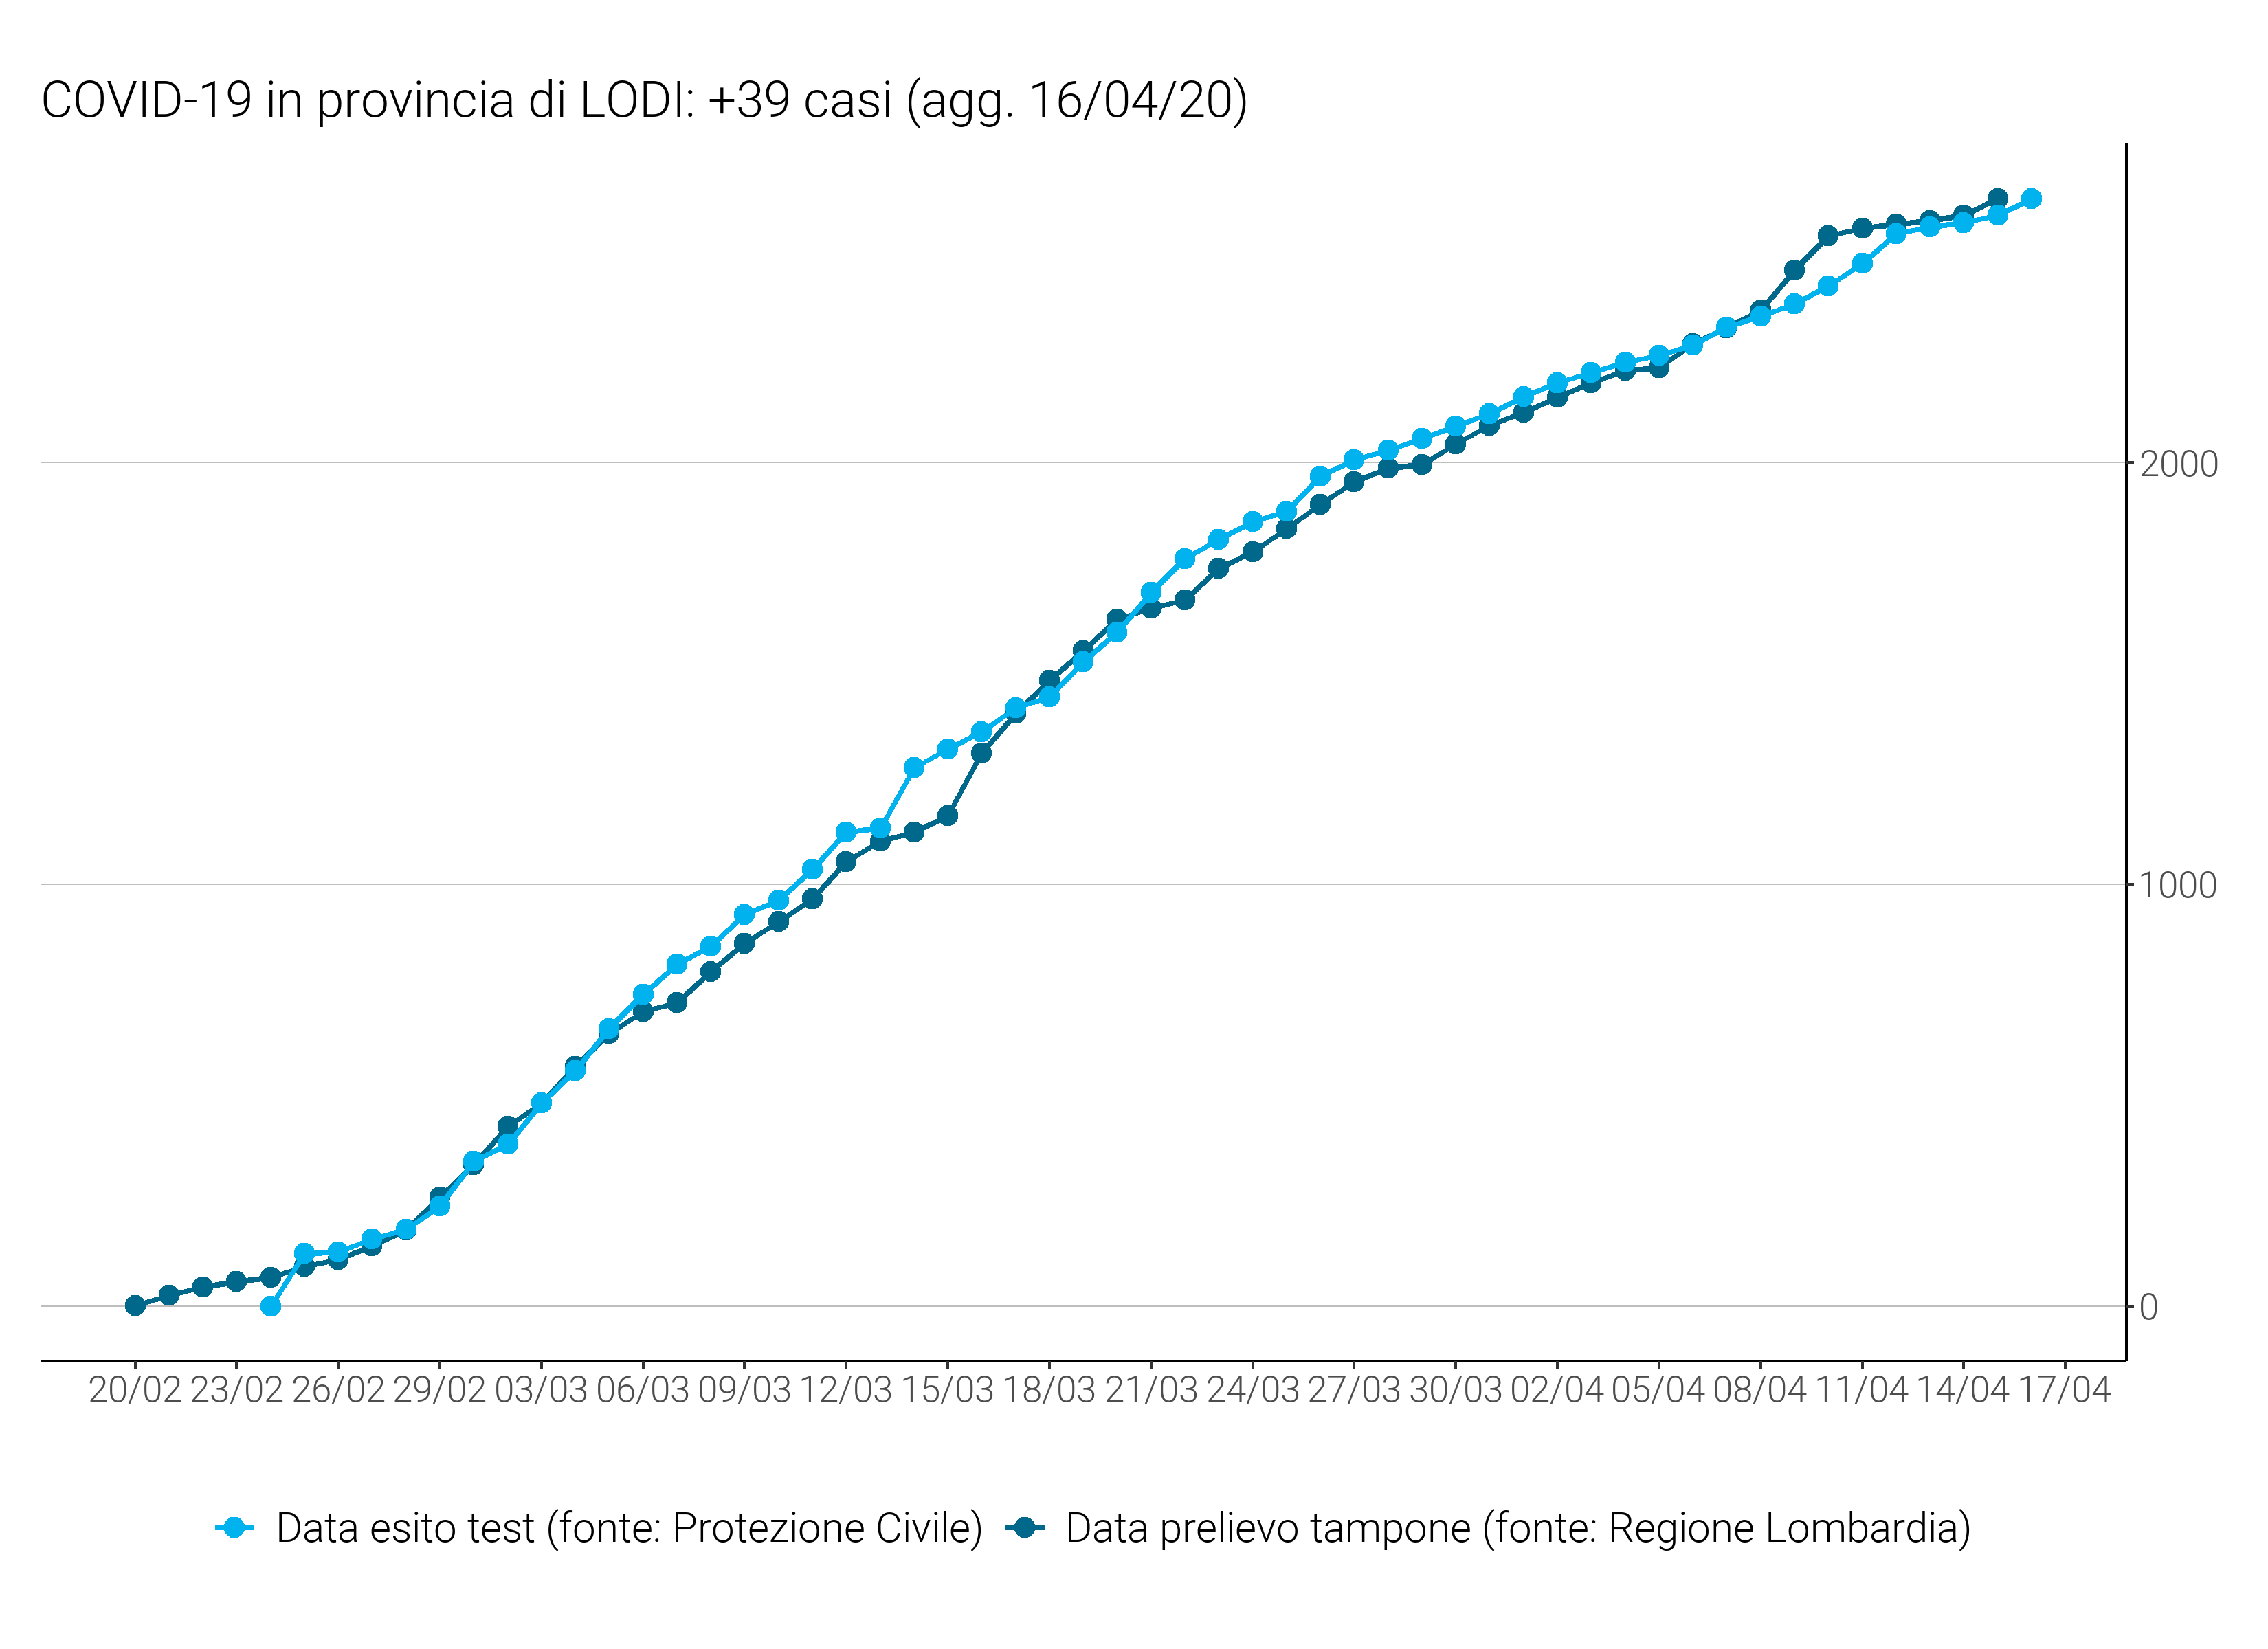 COVID-19 in provincia di LODI: +39 casi (agg. 16/04/20)
2000
1000
0
20/02 23/02 26/02 29/02 03/03 06/03 09/03 12/03 15/03 18/03 21/03 24/03 27/03 30/03 02/04 05/04 08/04 11/04 14/04 17/04
Data esito test (fonte: Protezione Civile) Data prelievo tampone (fonte: Regione Lombardia)